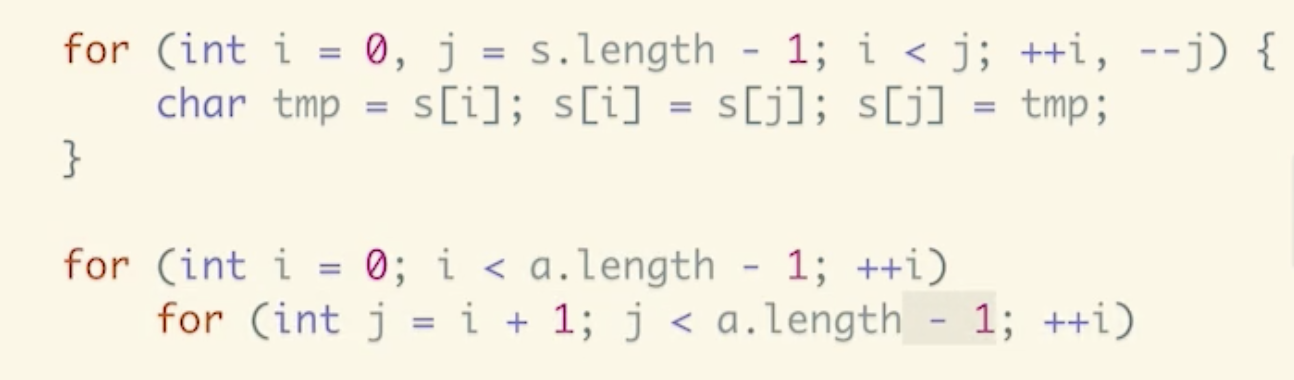 for (int i = 0, j = s.length - 1; i < j; ++i, --j) {
    char tmp = s[i]; s[i] = s[j]; s[j] = tmp;
}

for (int i = 0; i < a.length - 1; ++i)
    for (int j = i + 1; j < a.length - 1; ++i)